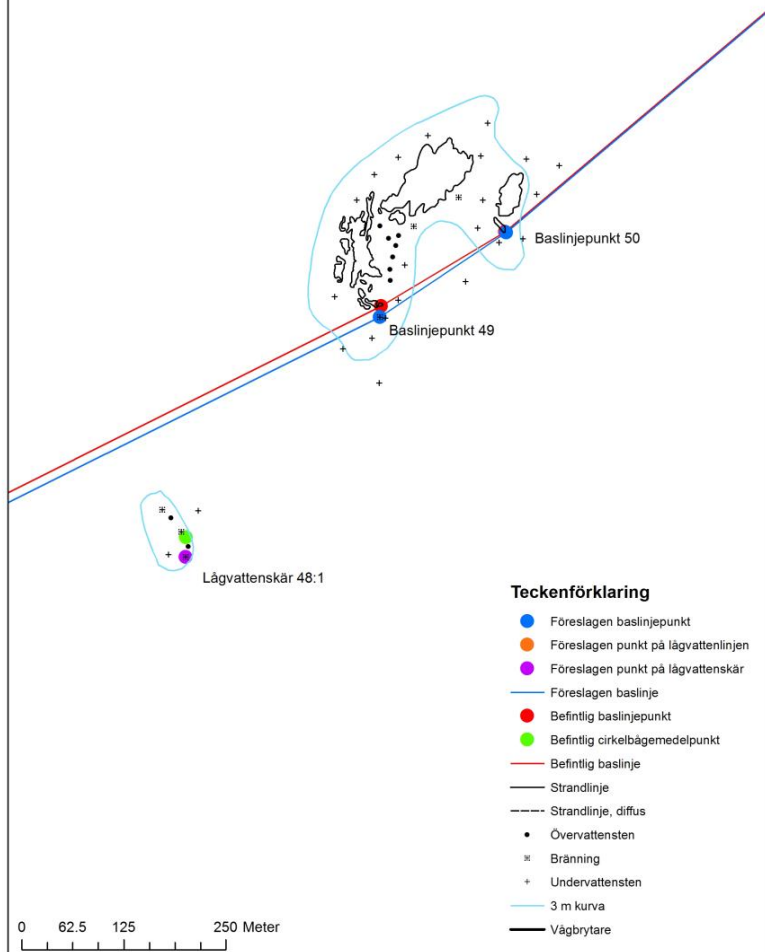 Baslinjepunkt 50
Baslinjepunkt 49
Lågvattenskär 48:1
Teckenförklaring
Föreslagen baslinjepunkt
Föreslagen punkt på lågvattenlinjen
Föreslagen punkt på lågvattenskär
Föreslagen baslinje
Befintlig baslinjepunkt
Befintlig cirkelbågemedelpunkt
Befintlig baslinje
Strandlinje
Strandlinje, diffus
Övervattensten
Bränning
Undervattensten
3 m kurva
Vågbrytare
0 62.5 125 250 Meter